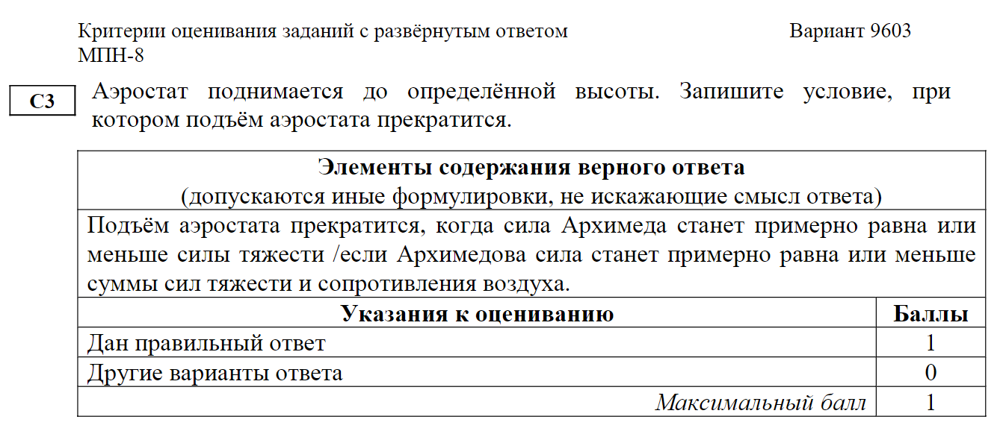 Критерии оценивания заданий с развёрнутым ответом Вариант 9603
МПН-8
С3 Аэростат поднимается до определённой высоты. Запишите условие, при
котором подъём аэростата прекратится.
Элементы содержания верного ответа
(допускаются иные формулировки, не искажающие смысл ответа)
Подъём аэростата прекратится, когда сила Архимеда станет примерно равна или
меньше силы тяжести /если Архимедова сила станет примерно равна или меньше
суммы сил тяжести и сопротивления воздуха.
Указания к оцениванию Баллы
Дан правильный ответ 1
Другие варианты ответа 0
Максимальный балл 1